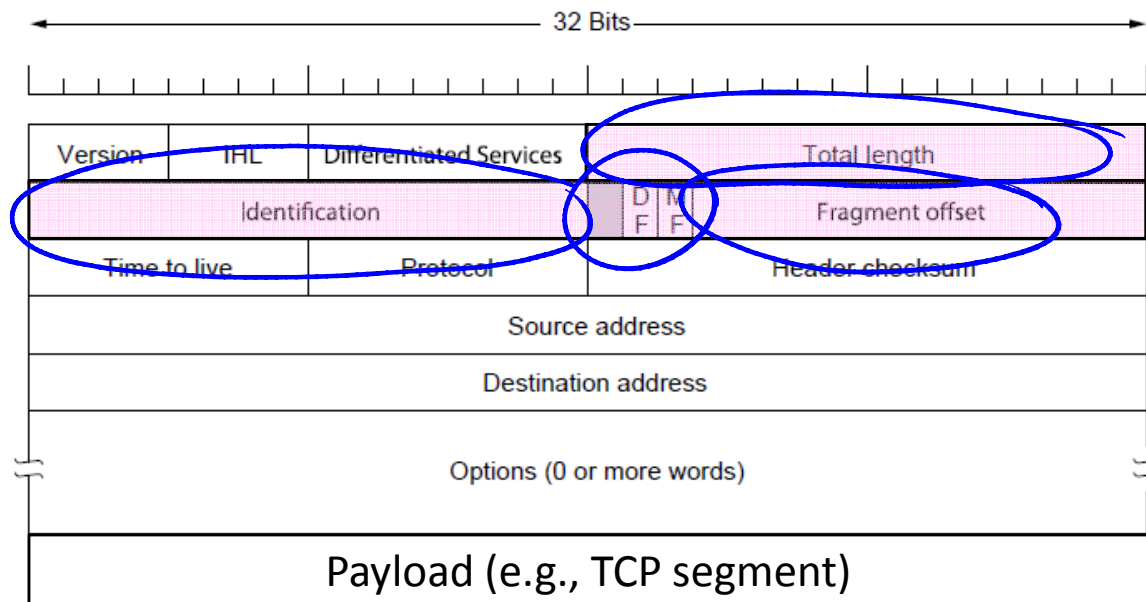 32 Bits
Version IHL Differentiated Services Total length
Identification D F M F Fragment offset
Time to live Protocol Header checksum
Source address
Destination address
Options (0 or more words)
Payload (e.g., TCP segment)